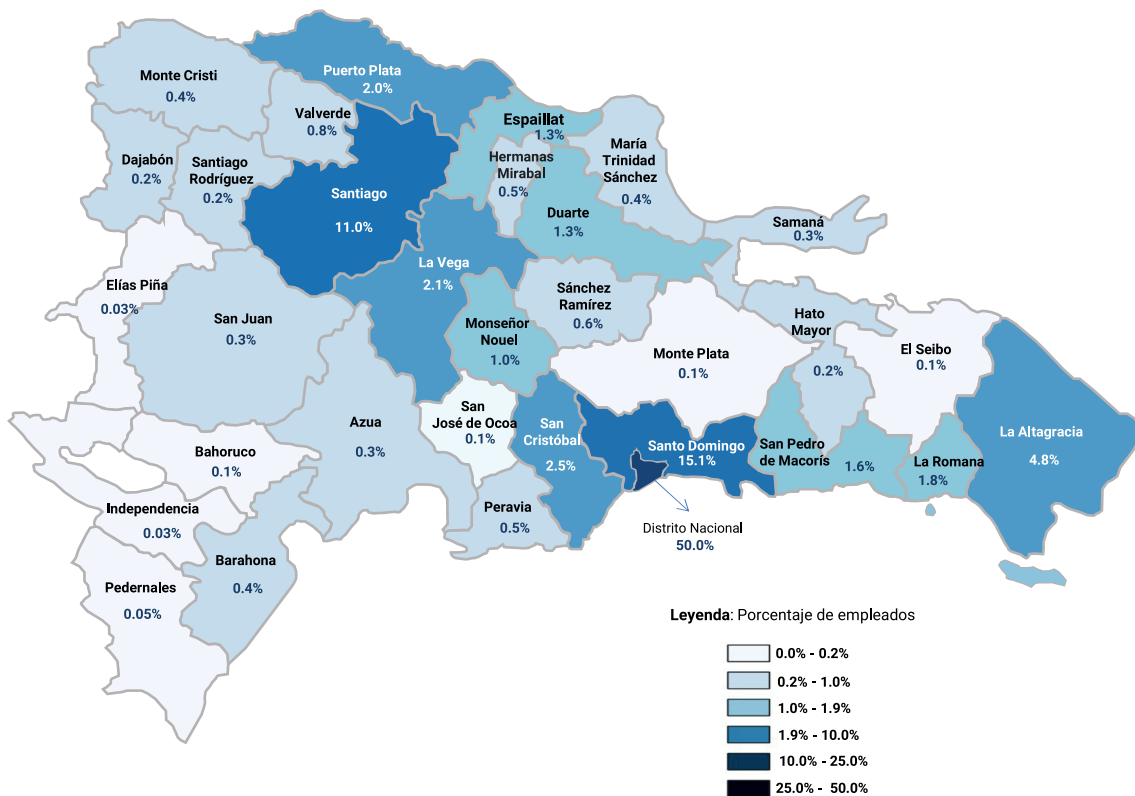 Monte Cristi
0.4%
Puerto Plata
2.0%
Valverde
0.8%
Espaillat
1.3%
María
Trinidad
Sánchez
0.4%
Dajabón
0.2%
Santiago
Rodríguez
0.2%
Hermanas
Mirabal
0.5%
Santiago
11.0%
Duarte
1.3%
Samaná
0.3%
La Vega
2.1%
Elías Piña
0.03%
San Juan
0.3%
Sánchez
Ramírez
0.6%
Hato
Mayor
0.2%
Monseñor
Nouel
1.0%
Monte Plata
0.1%
El Seibo
0.1%
San
José de Ocoa
0.1%
Azua
0.3%
San
Cristóbal
2.5%
Santo Domingo
15.1%
San Pedro
de Macorís
1.6%
La Romana
1.8%
La Altagracia
4.8%
Bahoruco
0.1%
Independencia
0.03%
Peravia
0.5%
Distrito Nacional
50.0%
Barahona
0.4%
Pedernales
0.05%
Leyenda: Porcentaje de empleados
0.0% - 0.2%
0.2% - 1.0%
1.0% - 1.9%
1.9% - 10.0%
10.0% - 25.0%
25.0% - 50.0%